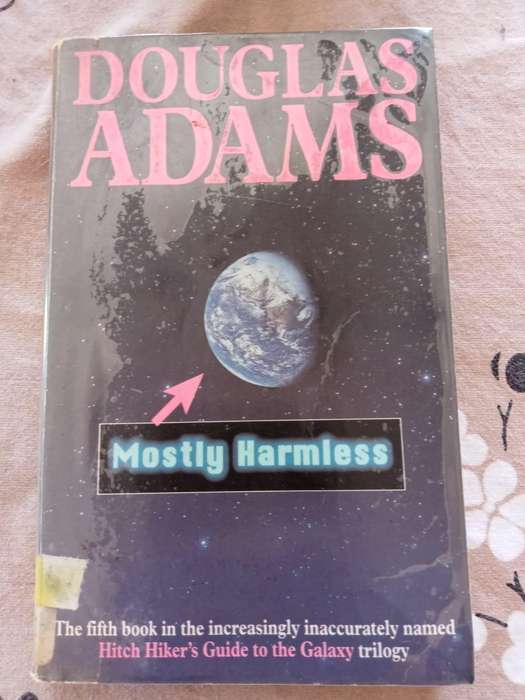 DOUGLAS
ADAMS
Mostly Harmless
The fifth book in the increasingly inaccurately named
Hitch Hiker's Guide to the Galaxy trilogy